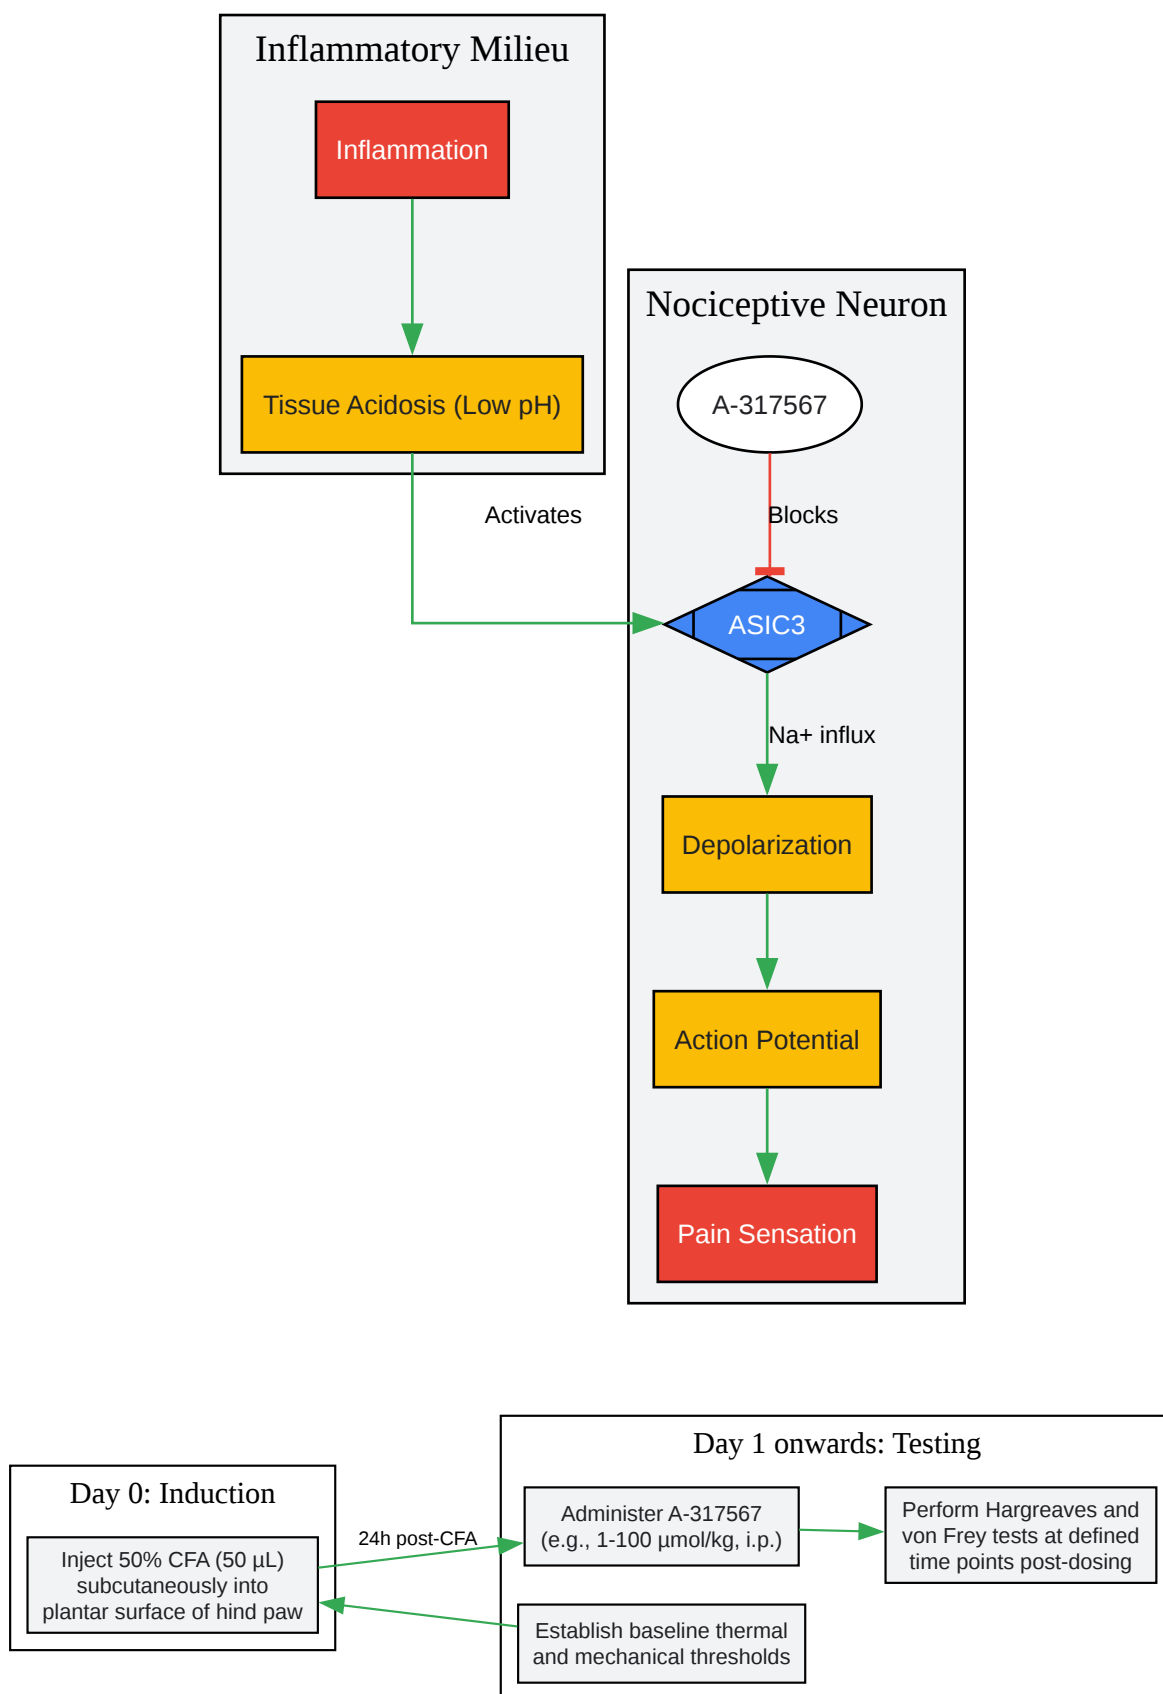 Inflammatory Milieu
Inflammation
Tissue Acidosis (Low pH)
Activates
Nociceptive Neuron
A-317567
Blocks
ASIC3
Na+ influx
Depolarization
Action Potential
Pain Sensation
Day 0: Induction
Inject 50% CFA (50 µL)
subcutaneously into
plantar surface of hind paw
24h post-CFA
Day 1 onwards: Testing
Administer A-317567
(e.g., 1-100 µmol/kg, i.p.)
Perform Hargreaves and
von Frey tests at defined
time points post-dosing
Establish baseline thermal
and mechanical thresholds